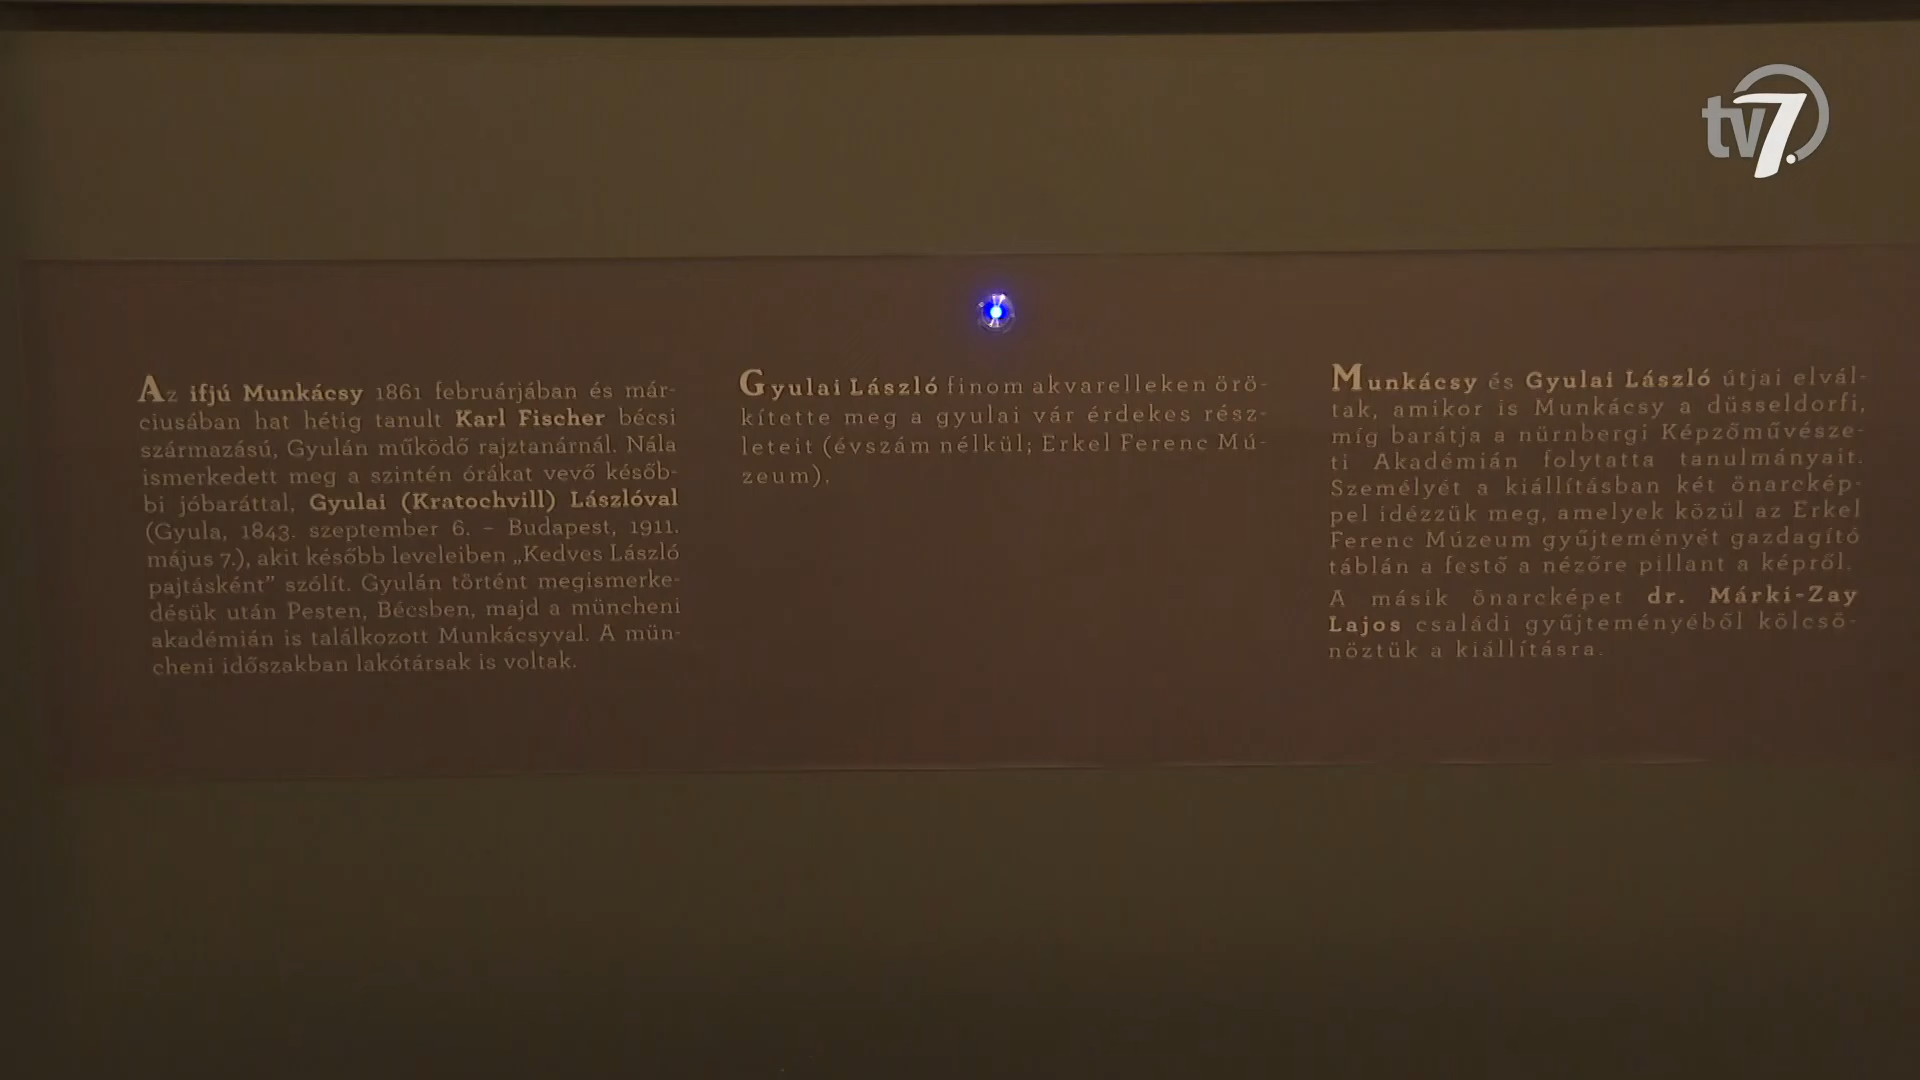 tv7.
Az ifjú Munkácsy 1861 februárjában és már-
ciusában hat hétig tanult Karl Fischer bécsi
származású, Gyulán működő rajztanárnál. Nála
ismerkedett meg a szintén órákat vevő később-
bi jóbaráttal, Gyulai (Kratochvill) Lászlóval
(Gyula, 1843. szeptember 6. – Budapest, 1911.
május 7.), akit később leveleiben „Kedves László
pajtásként” szólít. Gyulán történt megismerke-
désük után Pesten, Bécsben, majd a müncheni
akadémián is találkozott Munkácsyval. A mün-
cheni időszakban lakótársak is voltak.
Gyulai László finom akvarelleken örö-
kítette meg a gyulai vár érdekes rész-
leteit (évszám nélkül; Erkel Ferenc Mú-
zeum).
Munkácsy és Gyulai László útjai elvál-
tak, amikor is Munkácsy a düsseldorfi,
míg barátja a nürnbergi Képzőművésze-
ti Akadémián folytatta tanulmányait.
Személyét a kiállításban két önarckép-
pel idézzük meg, amelyek közül az Erkel
Ferenc Múzeum gyűjteményét gazdagító
táblán a festő a nézőre pillant a képről.
A másik önarcképet dr. Márki-Zay
Lajos családi gyűjteményéből kölcsö-
nöztük a kiállításra.